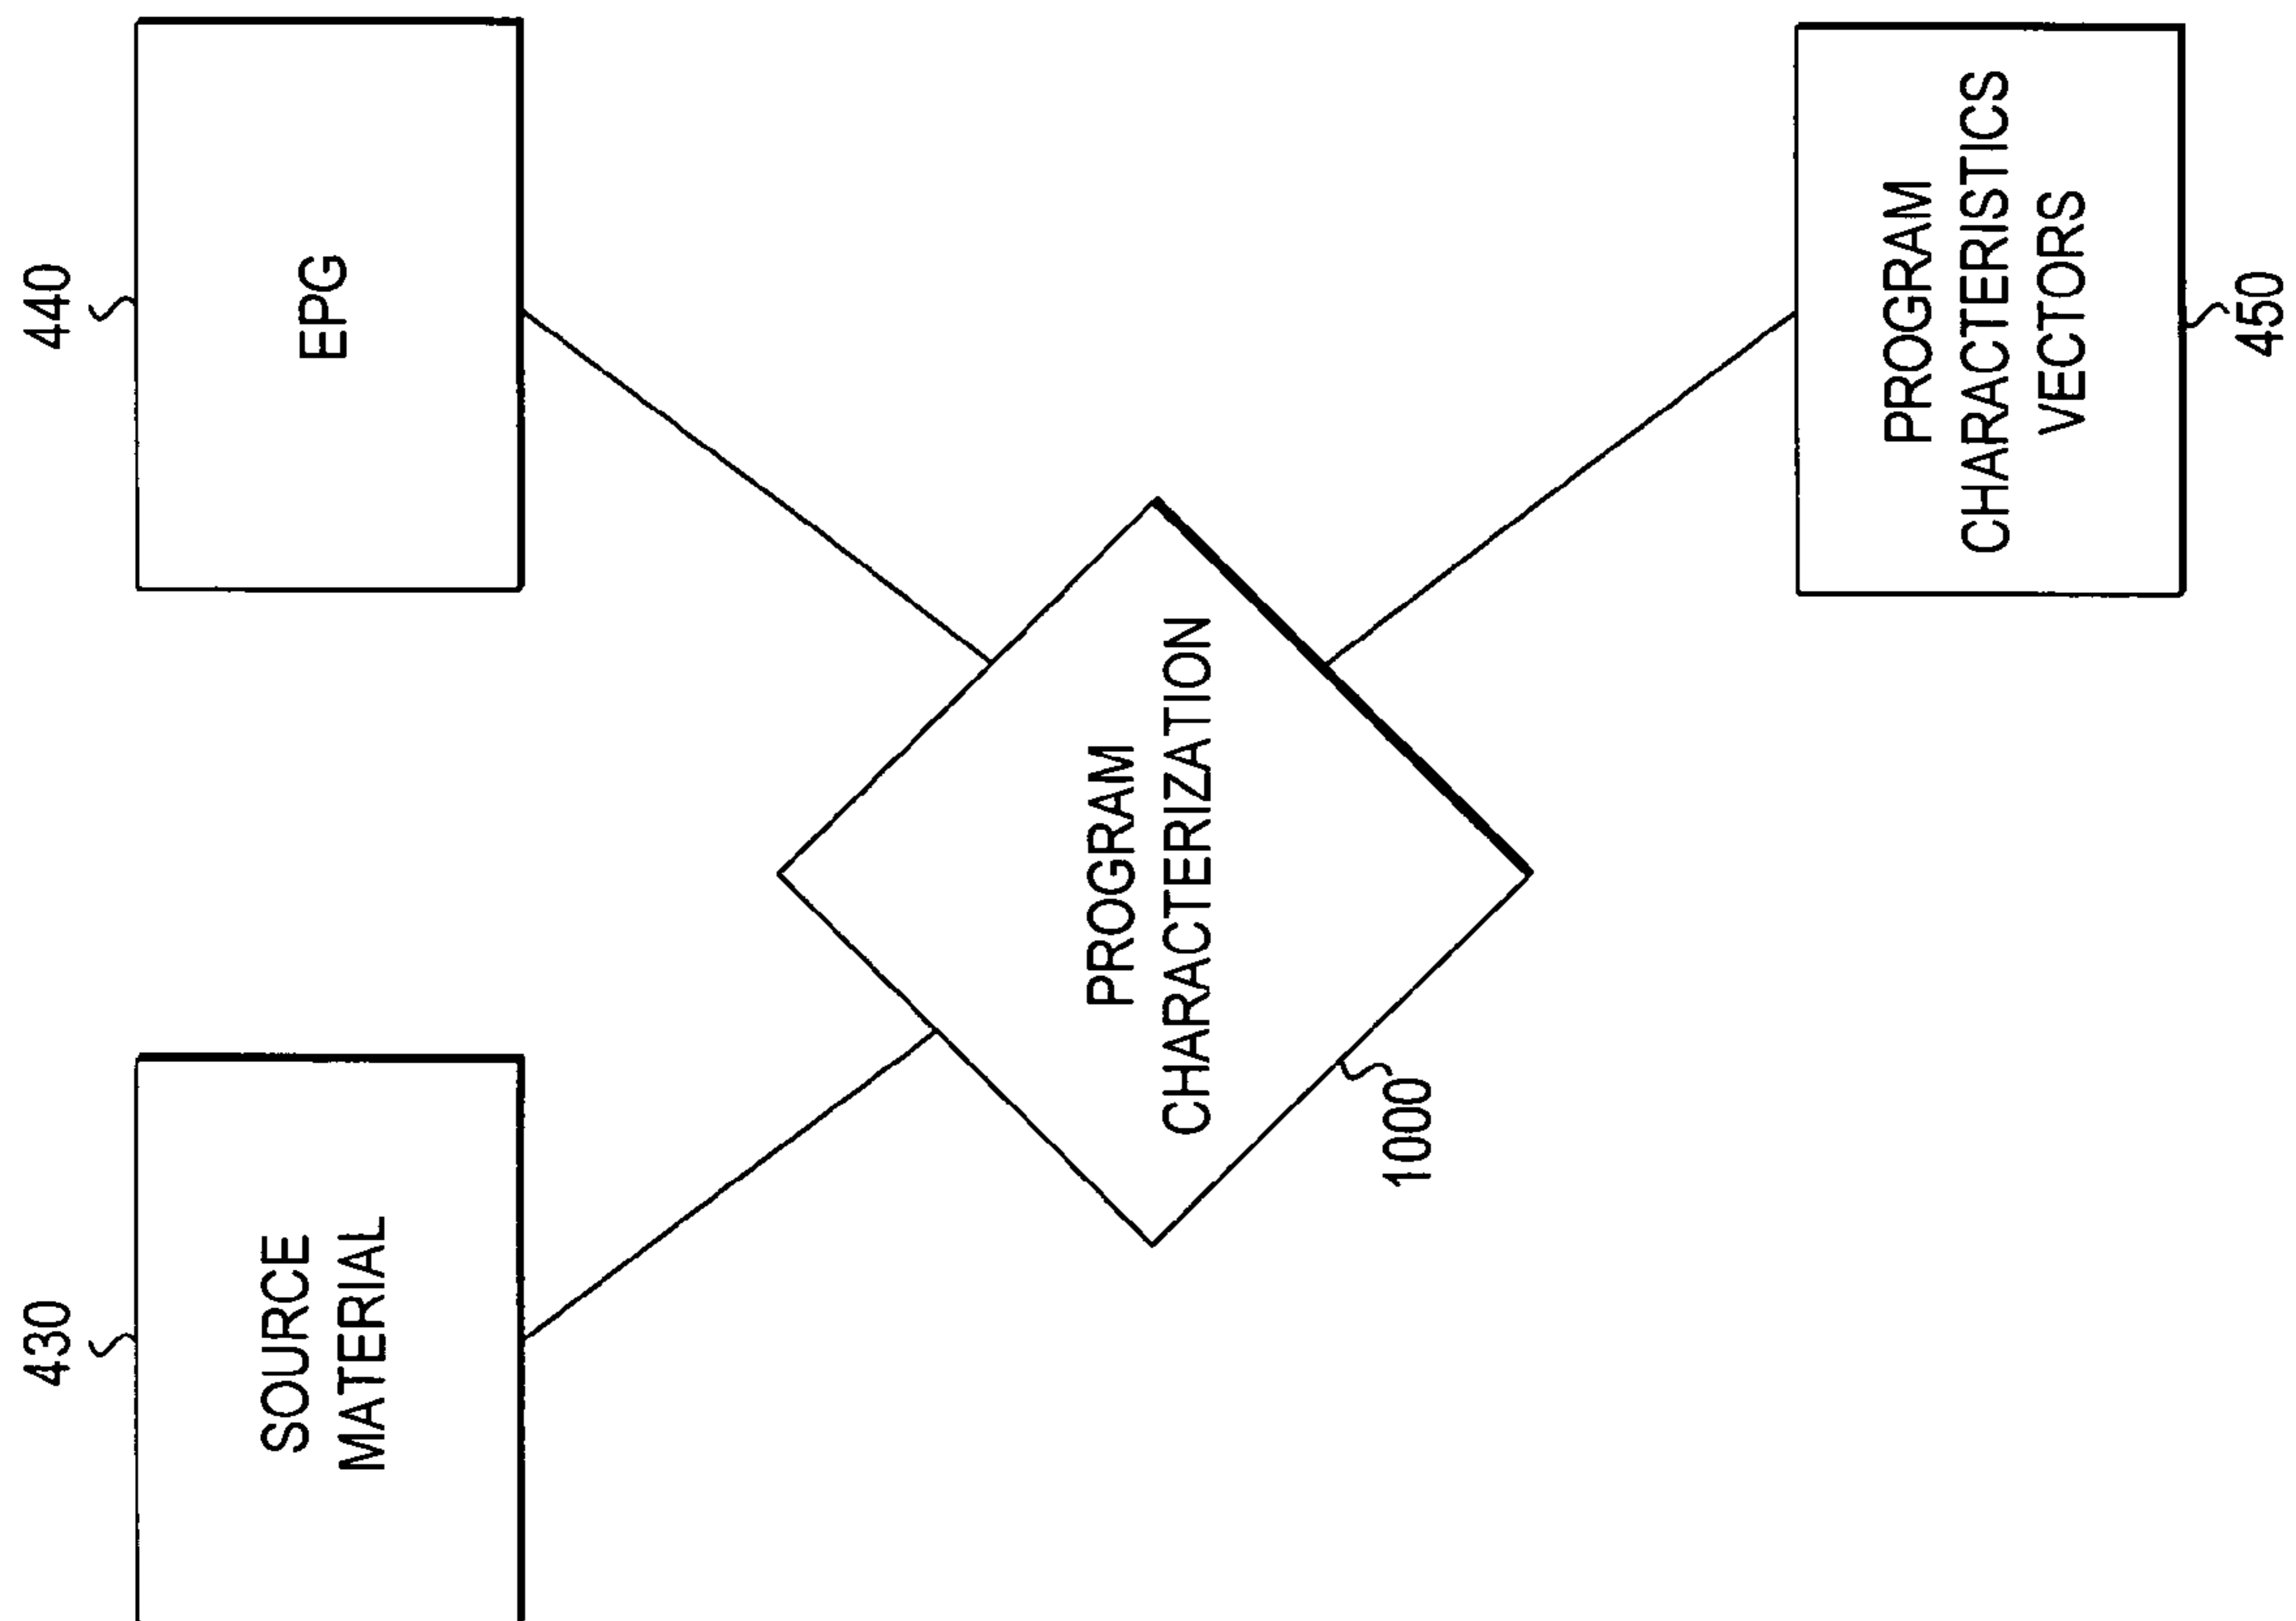 430
SOURCE
MATERIAL
440
EPG
PROGRAM
CHARACTERIZATION
1000
PROGRAM
CHARACTERISTICS
VECTORS
450